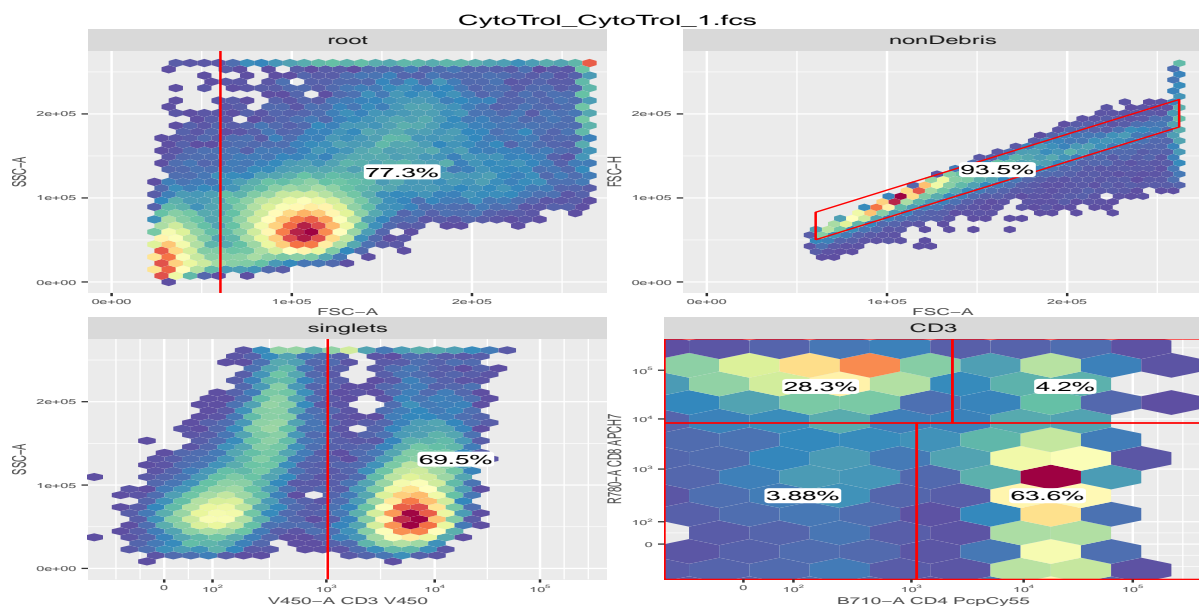 CytoTrol_CytoTrol_1.fcs
root
nonDebris
2e+05
1e+05
0e+00
SSC-A
77.3%
0e+00
1e+05
2e+05
FSC-A
2e+05
1e+05
0e+00
FSC-H
93.5%
0e+00
1e+05
2e+05
FSC-A
singlets
CD3
2e+05
1e+05
0e+00
SSC-A
69.5%
0
10²
10³
10⁴
10⁵
V450-A CD3 V450
10⁵
10⁴
10³
10²
0
R780-A CD8 APCH7
28.3%
4.2%
3.88%
63.6%
0
10²
10³
10⁴
10⁵
B710-A CD4 PcpCy55